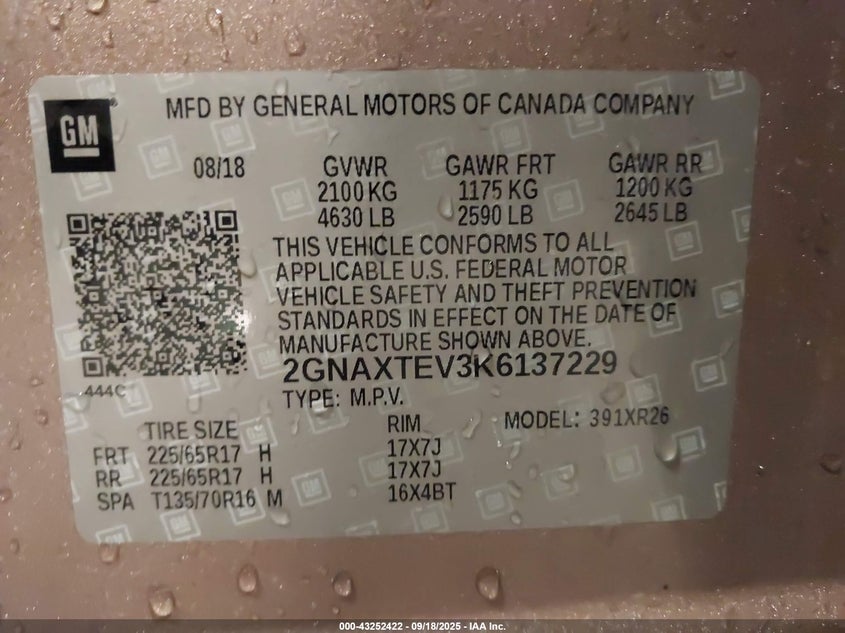 GM
MFD BY GENERAL MOTORS OF CANADA COMPANY
08/18 GVWR GAWR FRT GAWR RR
2100 KG 1175 KG 1200 KG
4630 LB 2590 LB 2645 LB
THIS VEHICLE CONFORMS TO ALL
APPLICABLE U.S. FEDERAL MOTOR
VEHICLE SAFETY AND THEFT PREVENTION
STANDARDS IN EFFECT ON THE DATE OF
MANUFACTURE SHOWN ABOVE.
2GNAXTEV3K6137229
444C
TYPE: M.P.V.
TIRE SIZE RIM MODEL: 391XR26
FRT 225/65R17 H 17X7J
RR 225/65R17 H 17X7J
SPA T135/70R16 M 16X4BT
000-43252422 - 09/18/2025 - IAA Inc.